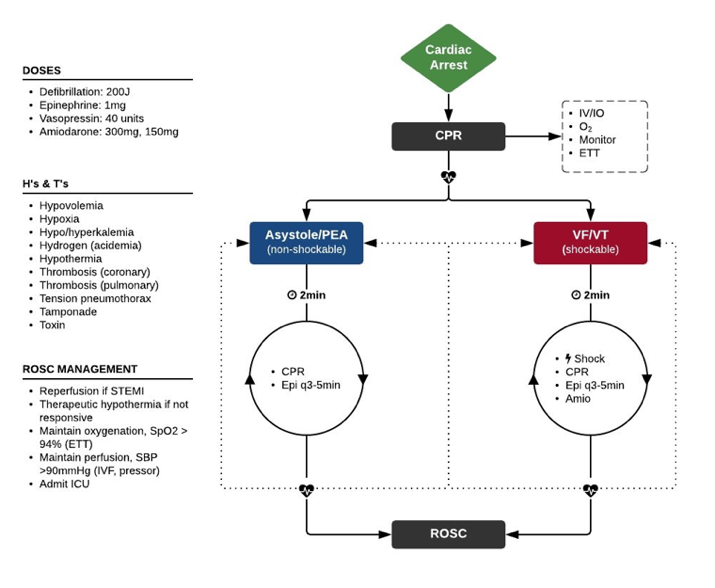 Cardiac
Arrest
CPR
• IV/IO
• O₂
• Monitor
• ETT
DOSES
• Defibrillation: 200J
• Epinephrine: 1mg
• Vasopressin: 40 units
• Amiodarone: 300mg, 150mg
H's & T's
• Hypovolemia
• Hypoxia
• Hypo/hyperkalemia
• Hydrogen (acidemia)
• Hypothermia
• Thrombosis (coronary)
• Thrombosis (pulmonary)
• Tension pneumothorax
• Tamponade
• Toxin
ROSC MANAGEMENT
• Reperfusion if STEMI
• Therapeutic hypothermia if not
responsive
• Maintain oxygenation, SpO2 >
94% (ETT)
• Maintain perfusion, SBP
>90mmHg (IVF, pressor)
• Admit ICU
Asystole/PEA
(non-shockable)
2min
• CPR
• Epi q3-5min
VF/VT
(shockable)
2min
• Shock
• CPR
• Epi q3-5min
• Amio
ROSC